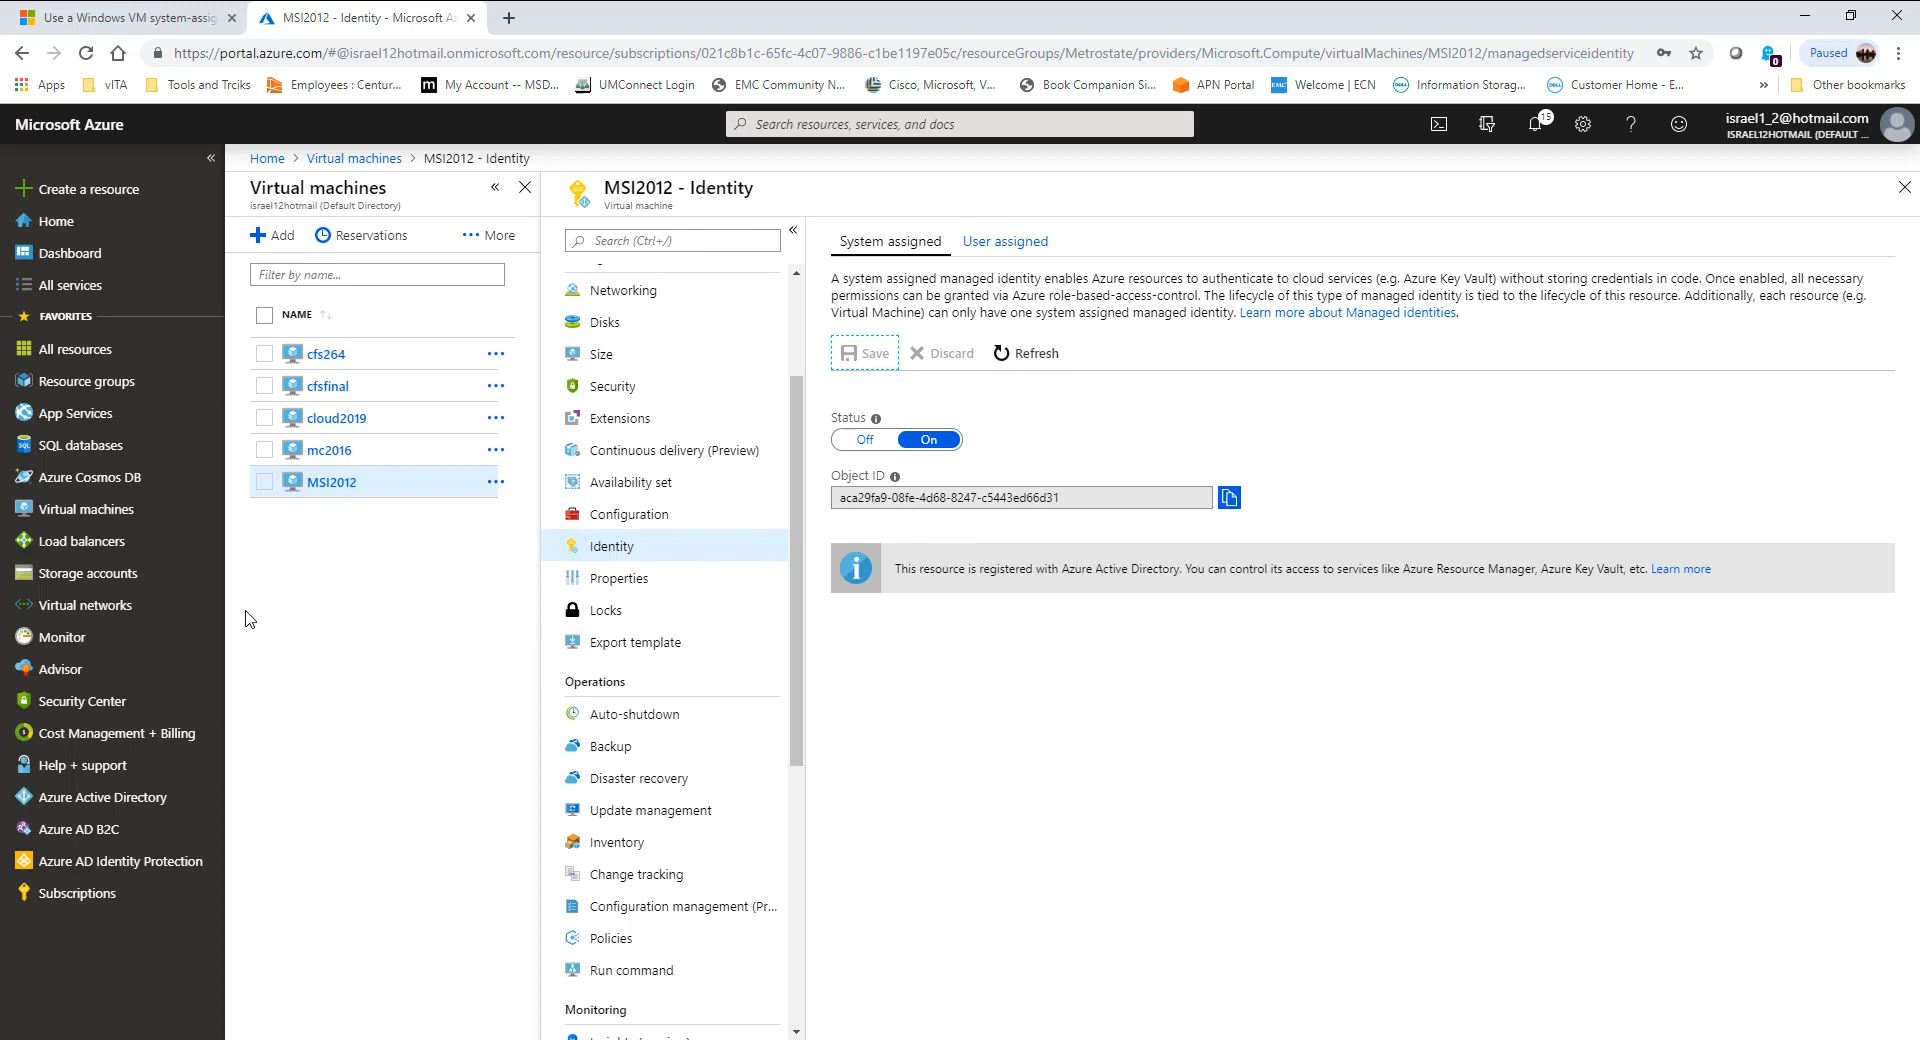 Use a Windows VM system-assig
MSI2012 - Identity - Microsoft Az
https://portal.azure.com/#@israel12hotmail.onmicrosoft.com/resource/subscriptions/021c8b1c-65fc-4c07-9886-c1be1197e05c/resourceGroups/Metrostate/providers/Microsoft.Compute/virtualMachines/MSI2012/managedserviceidentity
0
Paused
Apps
vITA
Tools and Trciks
Employees : Centur...
m
My Account -- MSD...
UMConnect Login
EMC Community N...
Cisco, Microsoft, V...
Book Companion Si...
APN Portal
EMC
Welcome | ECN
Information Storag...
Customer Home - E...
»
Other bookmarks
Microsoft Azure
Search resources, services, and docs
15
?
israel1_2@hotmail.com
ISRAEL12HOTMAIL (DEFAULT ...
«
Create a resource
Home
Dashboard
All services
FAVORITES
All resources
Resource groups
App Services
SQL databases
Azure Cosmos DB
Virtual machines
Load balancers
Storage accounts
Virtual networks
Monitor
Advisor
Security Center
Cost Management + Billing
Help + support
Azure Active Directory
Azure AD B2C
Azure AD Identity Protection
Subscriptions
Home > Virtual machines > MSI2012 - Identity
Virtual machines
israel12hotmail (Default Directory)
Add
Reservations
More
Filter by name...
NAME
cfs264
cfsfinal
cloud2019
mc2016
MSI2012
MSI2012 - Identity
Virtual machine
Search (Ctrl+/)
Networking
Disks
Size
Security
Extensions
Continuous delivery (Preview)
Availability set
Configuration
Identity
Properties
Locks
Export template
Operations
Auto-shutdown
Backup
Disaster recovery
Update management
Inventory
Change tracking
Configuration management (Pr...
Policies
Run command
Monitoring
System assigned
User assigned
A system assigned managed identity enables Azure resources to authenticate to cloud services (e.g. Azure Key Vault) without storing credentials in code. Once enabled, all necessary
permissions can be granted via Azure role-based-access-control. The lifecycle of this type of managed identity is tied to the lifecycle of this resource. Additionally, each resource (e.g.
Virtual Machine) can only have one system assigned managed identity. Learn more about Managed identities.
Save
Discard
Refresh
Status
Off
On
Object ID
aca29fa9-08fe-4d68-8247-c5443ed66d31
This resource is registered with Azure Active Directory. You can control its access to services like Azure Resource Manager, Azure Key Vault, etc. Learn more